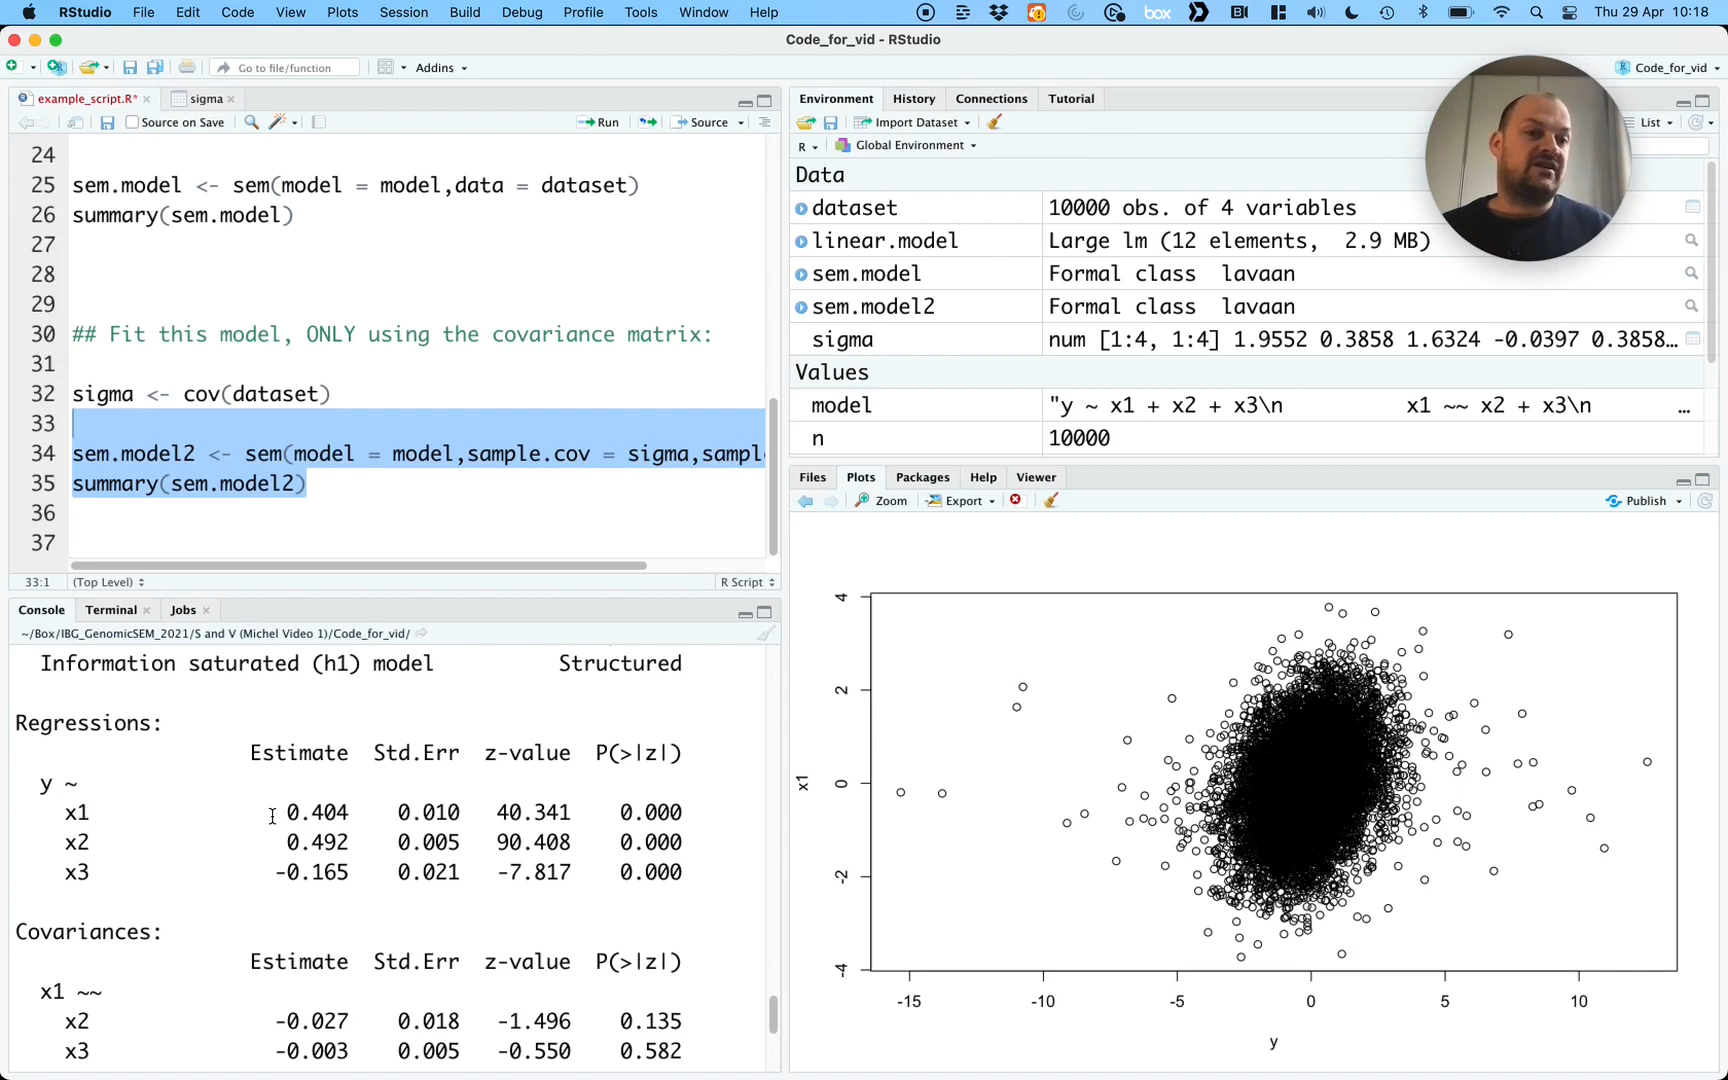 RStudio File Edit Code View Plots Session Build Debug Profile Tools Window Help box Thu 29 Apr 10:18
Code_for_vid - RStudio
Go to file/function Addins Code_for_vid
example_script.R* sigma
Source on Save Run Source
24
25 sem.model <- sem(model = model,data = dataset)
26 summary(sem.model)
27
28
29
30 ## Fit this model, ONLY using the covariance matrix:
31
32 sigma <- cov(dataset)
33
34 sem.model2 <- sem(model = model,sample.cov = sigma,sampl
35 summary(sem.model2)
36
37
33:1 (Top Level) R Script
Console Terminal Jobs
~/Box/IBG_GenomicSEM_2021/S and V (Michel Video 1)/Code_for_vid/
Information saturated (h1) model Structured
Regressions:
Estimate Std.Err z-value P(>|z|)
y ~
x1 0.404 0.010 40.341 0.000
x2 0.492 0.005 90.408 0.000
x3 -0.165 0.021 -7.817 0.000
Covariances:
Estimate Std.Err z-value P(>|z|)
x1 ~~
x2 -0.027 0.018 -1.496 0.135
x3 -0.003 0.005 -0.550 0.582
Environment History Connections Tutorial
Import Dataset List
R Global Environment
Data
dataset 10000 obs. of 4 variables
linear.model Large lm (12 elements, 2.9 MB)
sem.model Formal class lavaan
sem.model2 Formal class lavaan
sigma num [1:4, 1:4] 1.9552 0.3858 1.6324 -0.0397 0.3858…
Values
model "y ~ x1 + x2 + x3\n x1 ~~ x2 + x3\n …
n 10000
Files Plots Packages Help Viewer
Zoom Export Publish
4
2
0
-2
-4
x1
-15 -10 -5 0 5 10
y